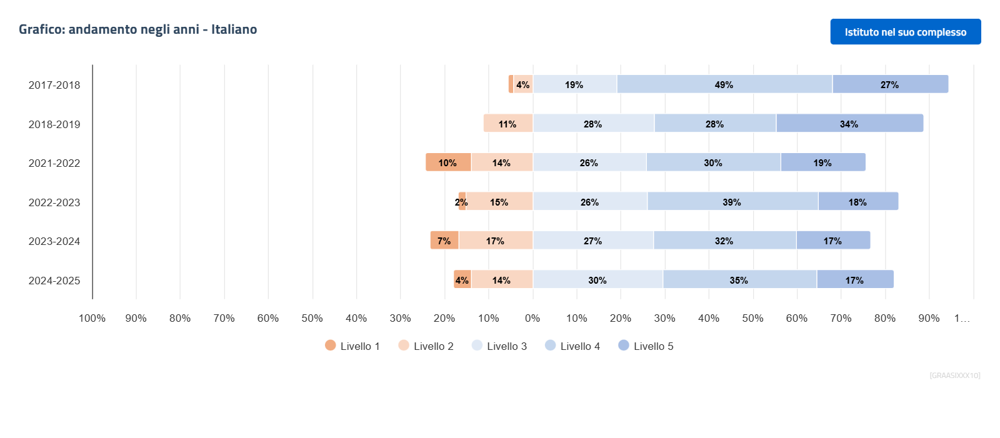 Grafico: andamento negli anni - Italiano
Istituto nel suo complesso
2017-2018 4% 19% 49% 27%
2018-2019 11% 28% 28% 34%
2021-2022 10% 14% 26% 30% 19%
2022-2023 2% 15% 26% 39% 18%
2023-2024 7% 17% 27% 32% 17%
2024-2025 4% 14% 30% 35% 17%
100% 90% 80% 70% 60% 50% 40% 30% 20% 10% 0% 10% 20% 30% 40% 50% 60% 70% 80% 90% 1...
Livello 1 Livello 2 Livello 3 Livello 4 Livello 5
[GRAASIXXX10]